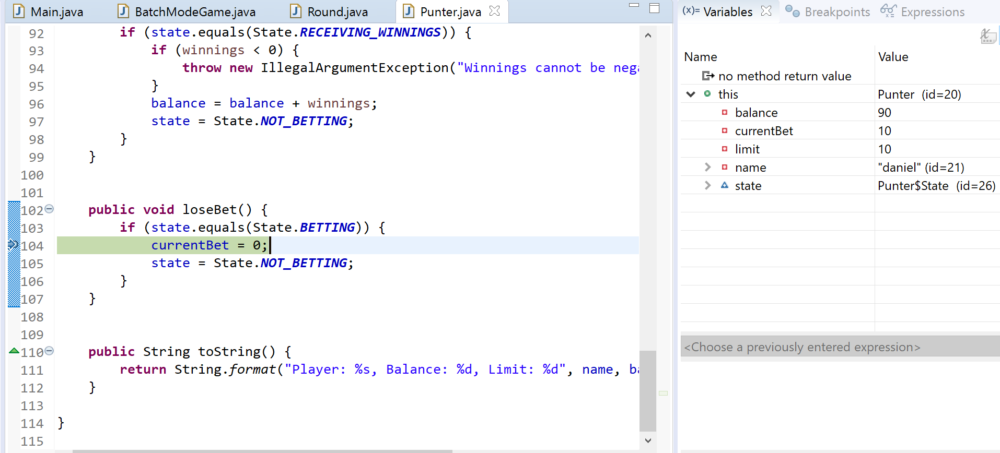 Main.java BatchModeGame.java Round.java Punter.java
92 if (state.equals(State.RECEIVING_WINNINGS)) {
93 if (winnings < 0) {
94 throw new IllegalArgumentException("Winnings cannot be nega
95 }
96 balance = balance + winnings;
97 state = State.NOT_BETTING;
98 }
99 }
100
101
102 public void loseBet() {
103 if (state.equals(State.BETTING)) {
104 currentBet = 0;
105 state = State.NOT_BETTING;
106 }
107 }
108
109
110 public String toString() {
111 return String.format("Player: %s, Balance: %d, Limit: %d", name, ba
112 }
113
114 }
115
(x)= Variables Breakpoints Expressions
Name Value
no method return value
this Punter (id=20)
balance 90
currentBet 10
limit 10
name "daniel" (id=21)
state Punter$State (id=26)
<Choose a previously entered expression>